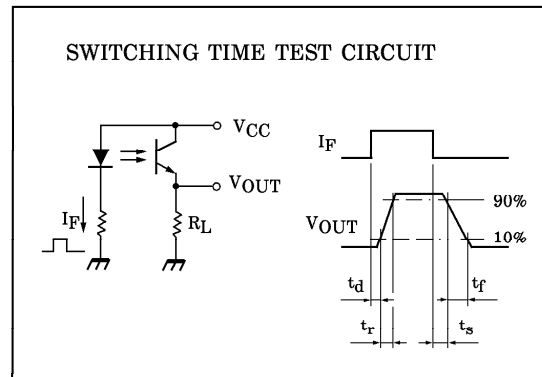 SWITCHING TIME TEST CIRCUIT
VCC
VOUT
IF
RL
IF
VOUT
90%
10%
td
tf
tr
ts